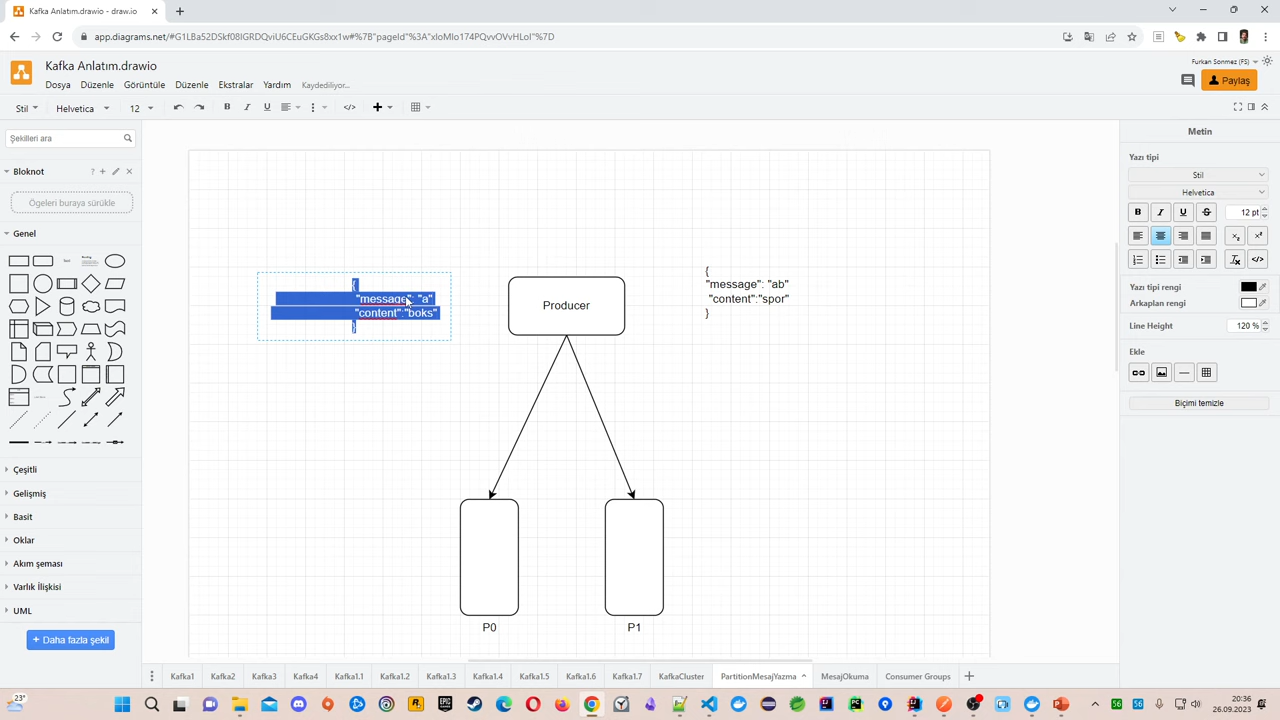 Kafka Anlatım.drawio - draw.io
app.diagrams.net/#G1LBa52DSkf08IGRDQviU6CEuGKGs8xx1w#%7B"pageId"%3A"xloMlo174PQvvOVvHLol"%7D
Kafka Anlatım.drawio
Furkan Sonmez (FS)
Dosya Düzenle Görüntüle Düzenle Ekstralar Yardım Kaydediliyor...
Paylaş
Stil Helvetica 12
Şekilleri ara
Bloknot
Ögeleri buraya sürükle
Genel
Çeşitli
Gelişmiş
Basit
Oklar
Akım şeması
Varlık İlişkisi
UML
+ Daha fazla şekil
{
"message": "a"
"content":"boks"
}
Producer
{
"message": "ab"
"content":"spor"
}
P0
P1
Metin
Yazı tipi
Stil
Helvetica
12 pt
Yazı tipi rengi
Arkaplan rengi
Line Height 120 %
Ekle
Biçimi temizle
Kafka1 Kafka2 Kafka3 Kafka4 Kafka1.1 Kafka1.2 Kafka1.3 Kafka1.4 Kafka1.5 Kafka1.6 Kafka1.7 KafkaCluster PartitionMesajYazma MesajOkuma Consumer Groups
23°
56 56
20:36
26.09.2023